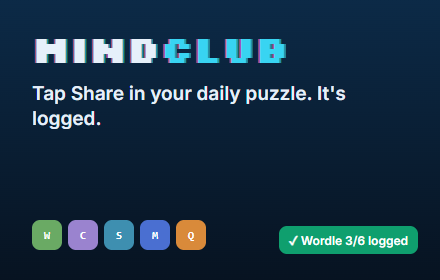 MINDCLUB
Tap Share in your daily puzzle. It's
logged.
W C S M Q
✓ Wordle 3/6 logged